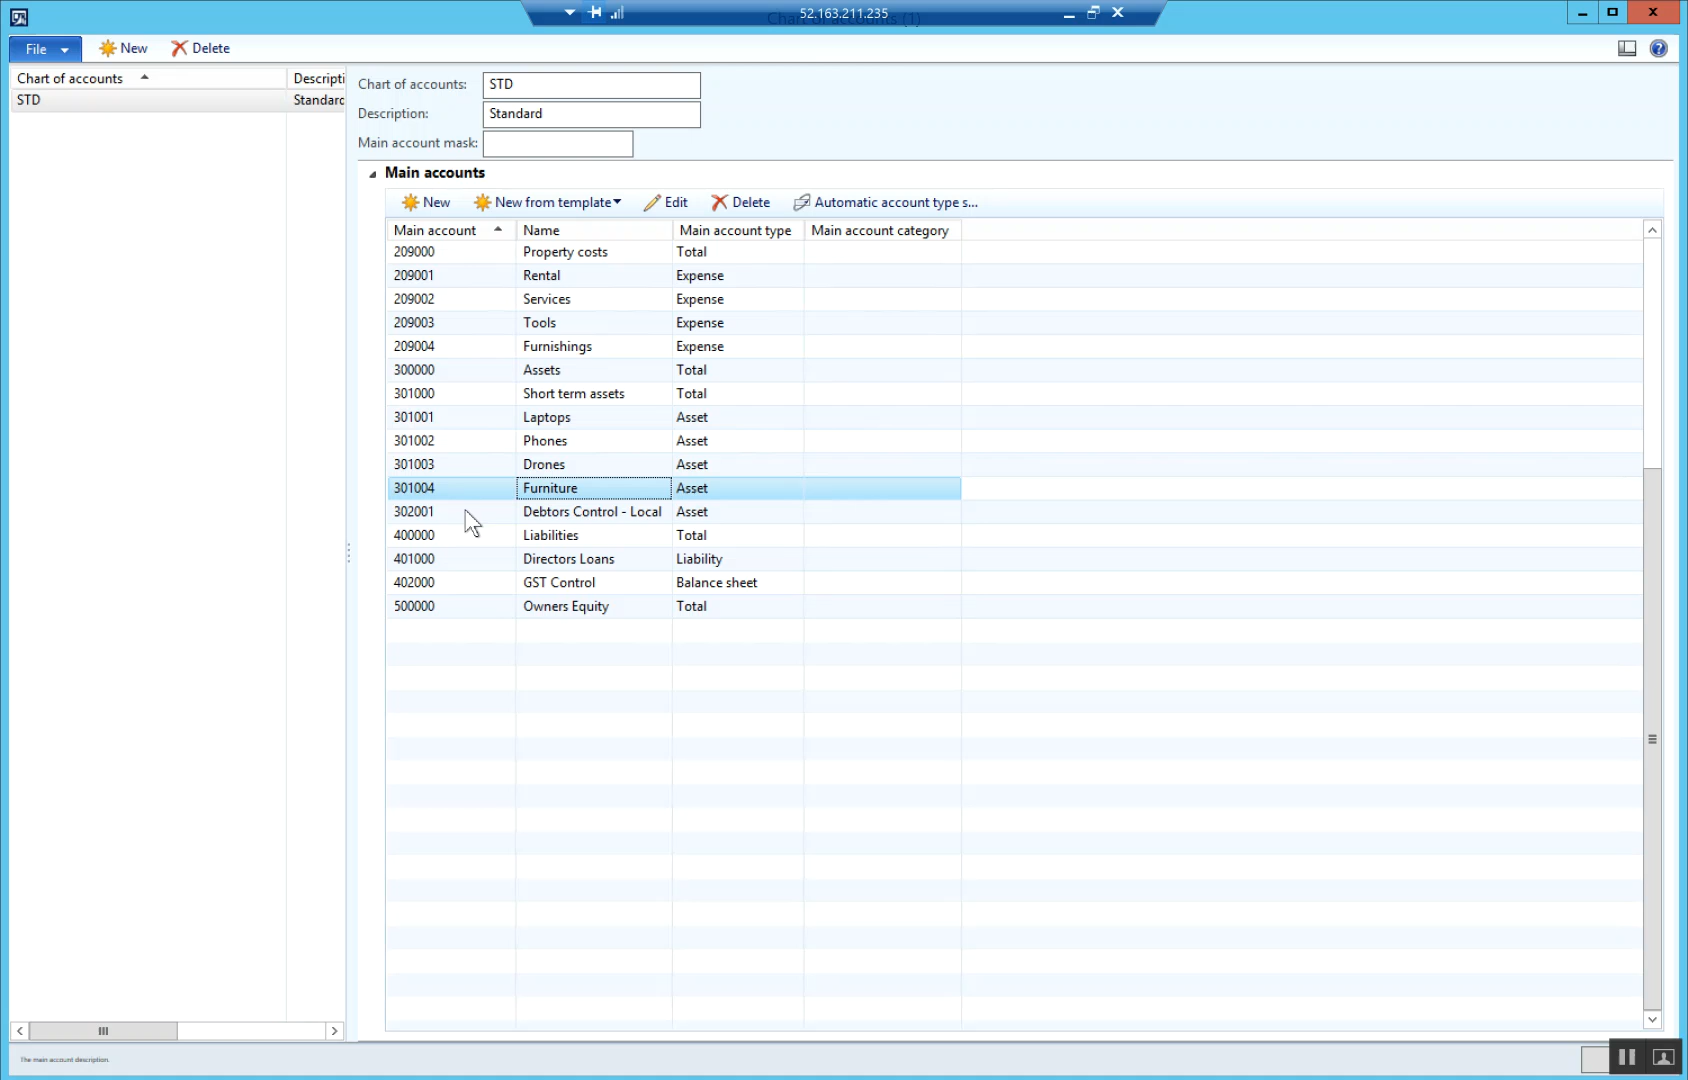 52.163.211.235
File New Delete
Chart of accounts Descripti
STD Standard
Chart of accounts: STD
Description: Standard
Main account mask:
Main accounts
New New from template Edit Delete Automatic account type s...
Main account Name Main account type Main account category
209000 Property costs Total
209001 Rental Expense
209002 Services Expense
209003 Tools Expense
209004 Furnishings Expense
300000 Assets Total
301000 Short term assets Total
301001 Laptops Asset
301002 Phones Asset
301003 Drones Asset
301004 Furniture Asset
302001 Debtors Control - Local Asset
400000 Liabilities Total
401000 Directors Loans Liability
402000 GST Control Balance sheet
500000 Owners Equity Total
The main account description.